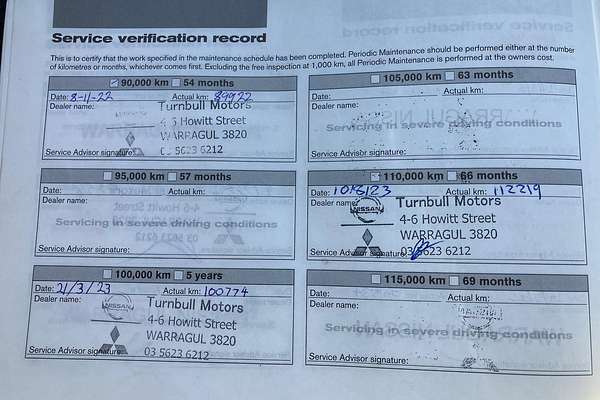 Service verification record
This is to certify that the work specified in the maintenance schedule has been completed. Periodic Maintenance should be performed either at the number
of kilometres or months, whichever comes first. Excluding the free inspection at 1,000 km, all Periodic Maintenance is performed at the owners cost.
90,000 km 54 months
Date: 8-11-22 Actual km: 89922
Dealer name: Turnbull Motors
4-6 Howitt Street
WARRAGUL 3820
Service Advisor signature: 03 5623 6212
95,000 km 57 months
Date: Actual km:
Dealer name:
Servicing in severe driving conditions
Service Advisor signature:
100,000 km 5 years
Date: 21/3/23 Actual km: 100774
Dealer name: NISSAN Turnbull Motors
4-6 Howitt Street
WARRAGUL 3820
Service Advisor signature: 03 5623 6212
105,000 km 63 months
Date: Actual km:
Dealer name:
Servicing in severe driving conditions
Service Advisor signature:
110,000 km 66 months
Date: Actual km: 112219
Dealer name: NISSAN Turnbull Motors
4-6 Howitt Street
WARRAGUL 3820
Service Advisor signature: 03 5623 6212
115,000 km 69 months
Date: Actual km:
Dealer name:
Servicing in severe driving conditions
Service Advisor signature: